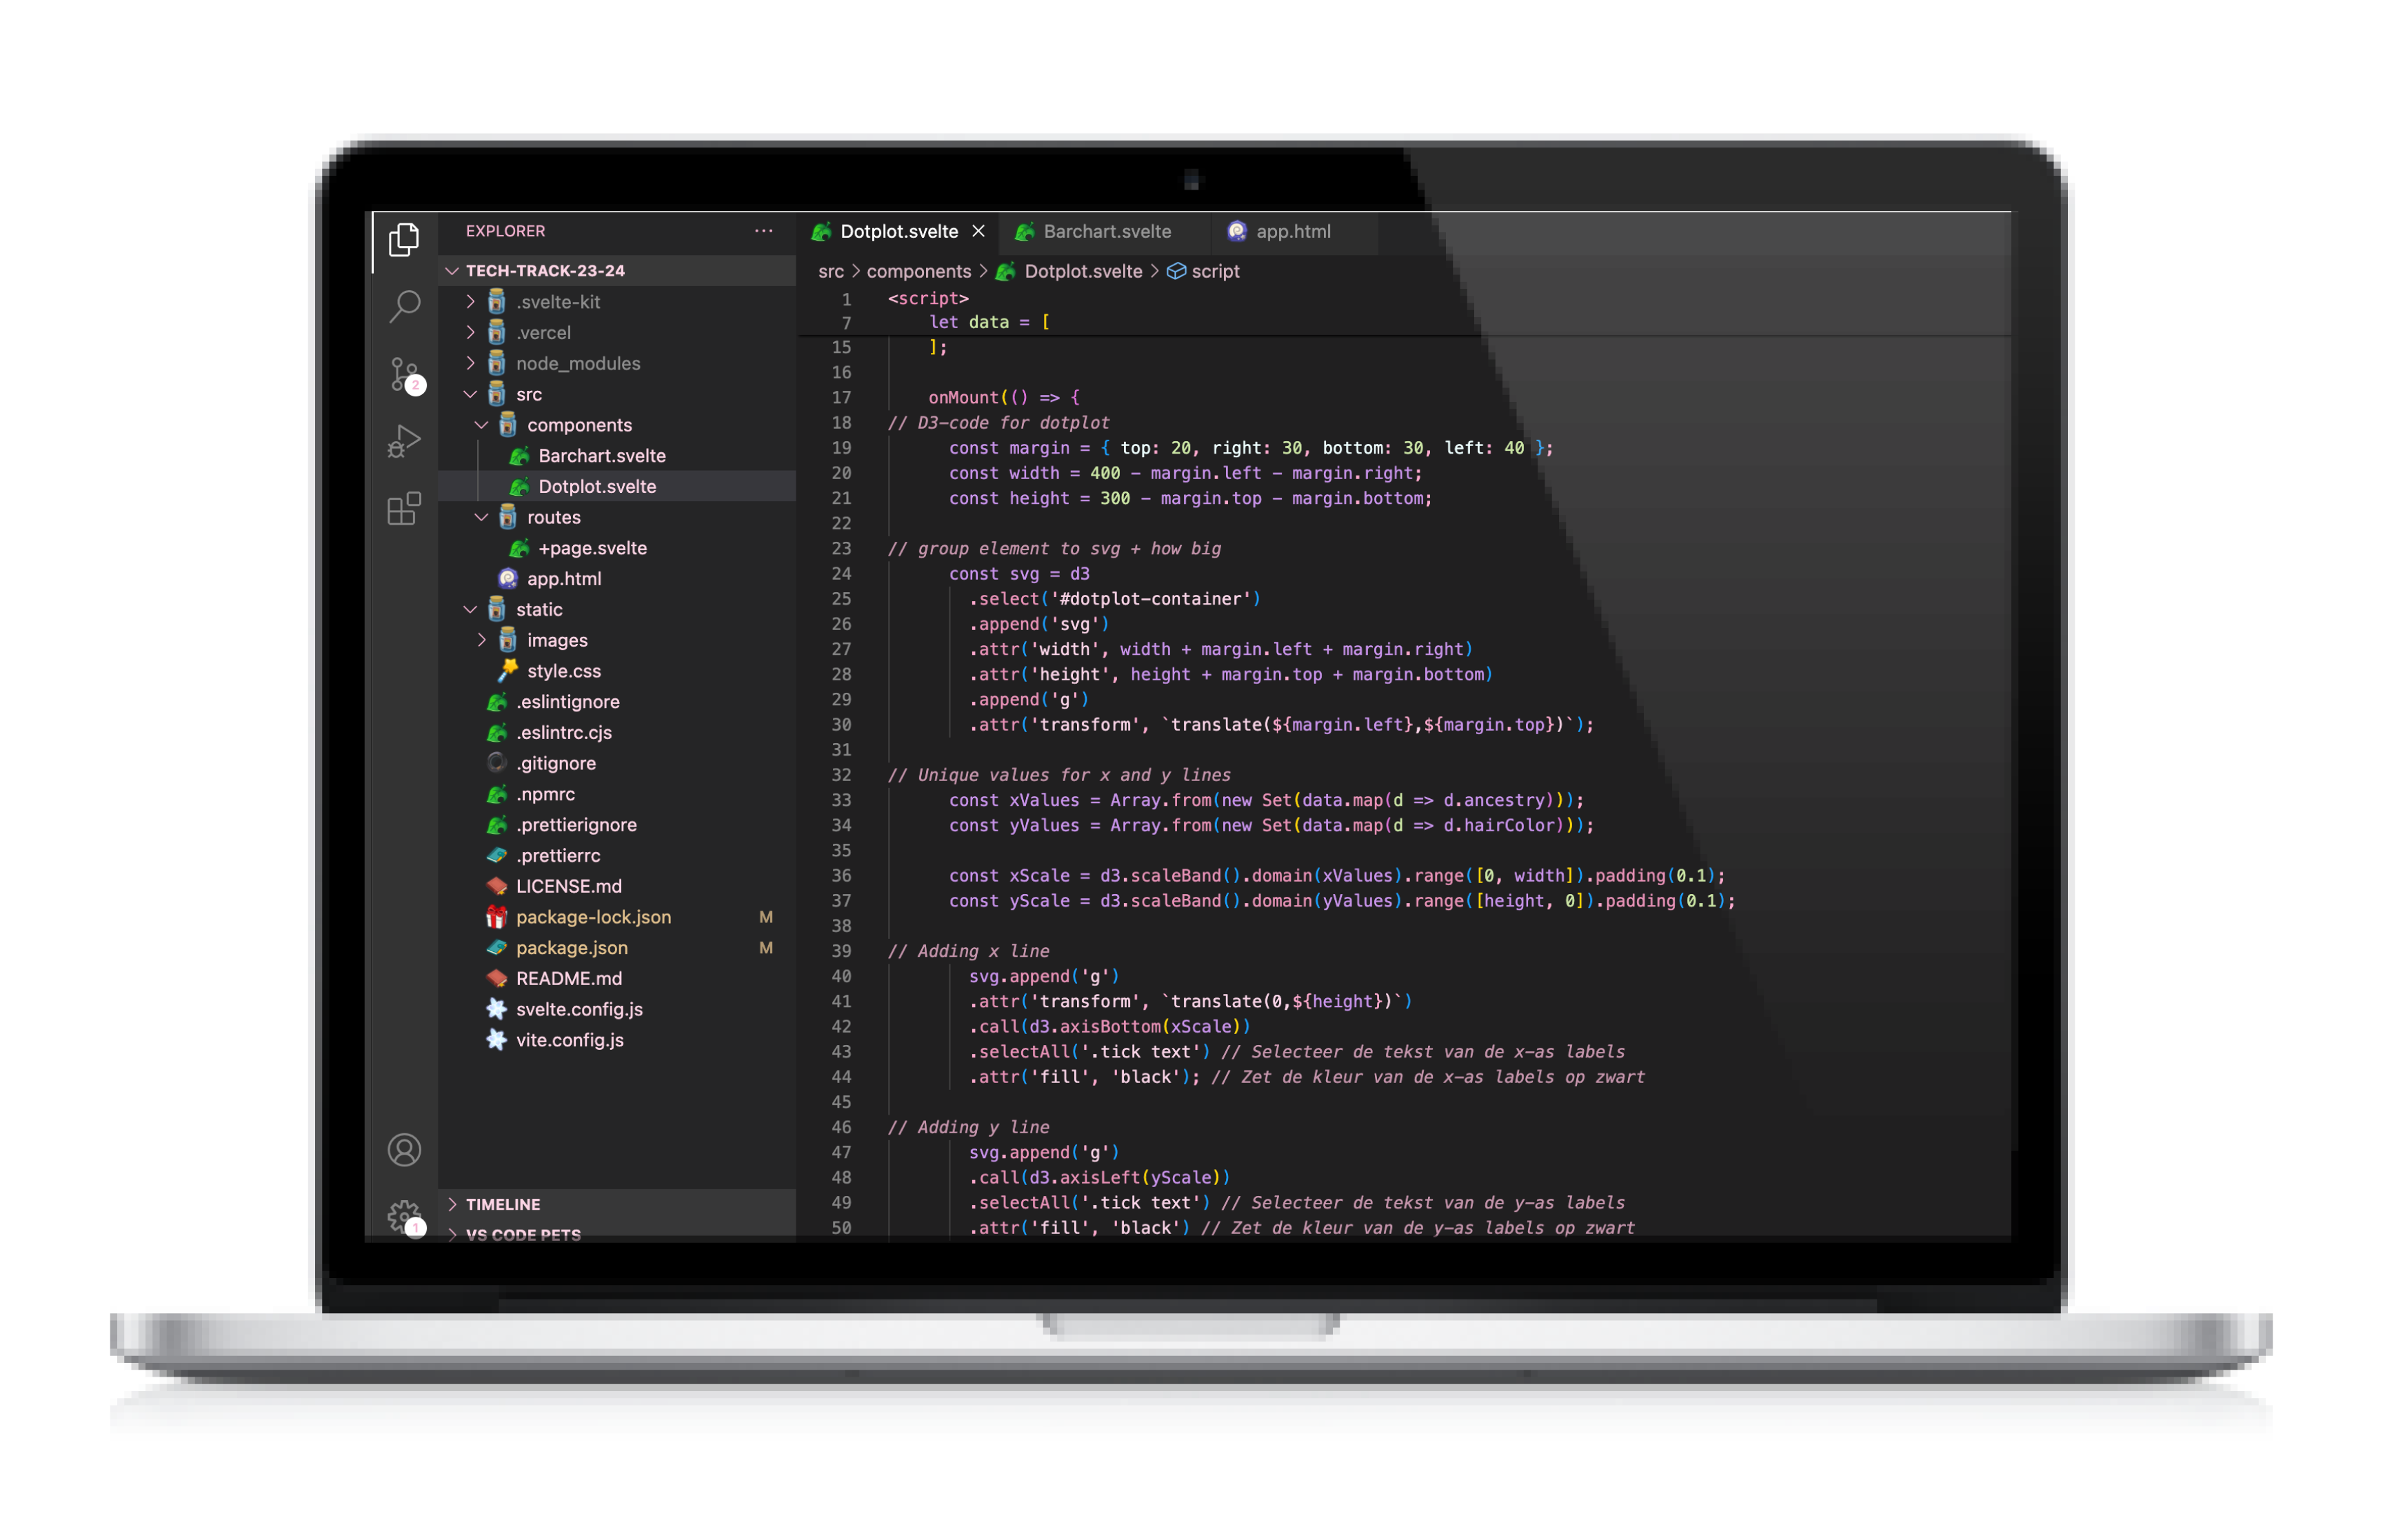 EXPLORER
TECH-TRACK-23-24
.svelte-kit
.vercel
node_modules
src
components
Barchart.svelte
Dotplot.svelte
routes
+page.svelte
app.html
static
images
style.css
.eslintignore
.eslintrc.cjs
.gitignore
.npmrc
.prettierignore
.prettierrc
LICENSE.md
package-lock.json M
package.json M
README.md
svelte.config.js
vite.config.js
TIMELINE
VS CODE PETS
2
1
Dotplot.svelte Barchart.svelte app.html
src > components > Dotplot.svelte > script
1 <script>
7 let data = [
15 ];
16
17 onMount(() => {
18 // D3-code for dotplot
19 const margin = { top: 20, right: 30, bottom: 30, left: 40 };
20 const width = 400 - margin.left - margin.right;
21 const height = 300 - margin.top - margin.bottom;
22
23 // group element to svg + how big
24 const svg = d3
25 .select('#dotplot-container')
26 .append('svg')
27 .attr('width', width + margin.left + margin.right)
28 .attr('height', height + margin.top + margin.bottom)
29 .append('g')
30 .attr('transform', `translate(${margin.left},${margin.top})`);
31
32 // Unique values for x and y lines
33 const xValues = Array.from(new Set(data.map(d => d.ancestry)));
34 const yValues = Array.from(new Set(data.map(d => d.hairColor)));
35
36 const xScale = d3.scaleBand().domain(xValues).range([0, width]).padding(0.1);
37 const yScale = d3.scaleBand().domain(yValues).range([height, 0]).padding(0.1);
38
39 // Adding x line
40 svg.append('g')
41 .attr('transform', `translate(0,${height})`)
42 .call(d3.axisBottom(xScale))
43 .selectAll('.tick text') // Selecteer de tekst van de x-as labels
44 .attr('fill', 'black'); // Zet de kleur van de x-as labels op zwart
45
46 // Adding y line
47 svg.append('g')
48 .call(d3.axisLeft(yScale))
49 .selectAll('.tick text') // Selecteer de tekst van de y-as labels
50 .attr('fill', 'black') // Zet de kleur van de y-as labels op zwart